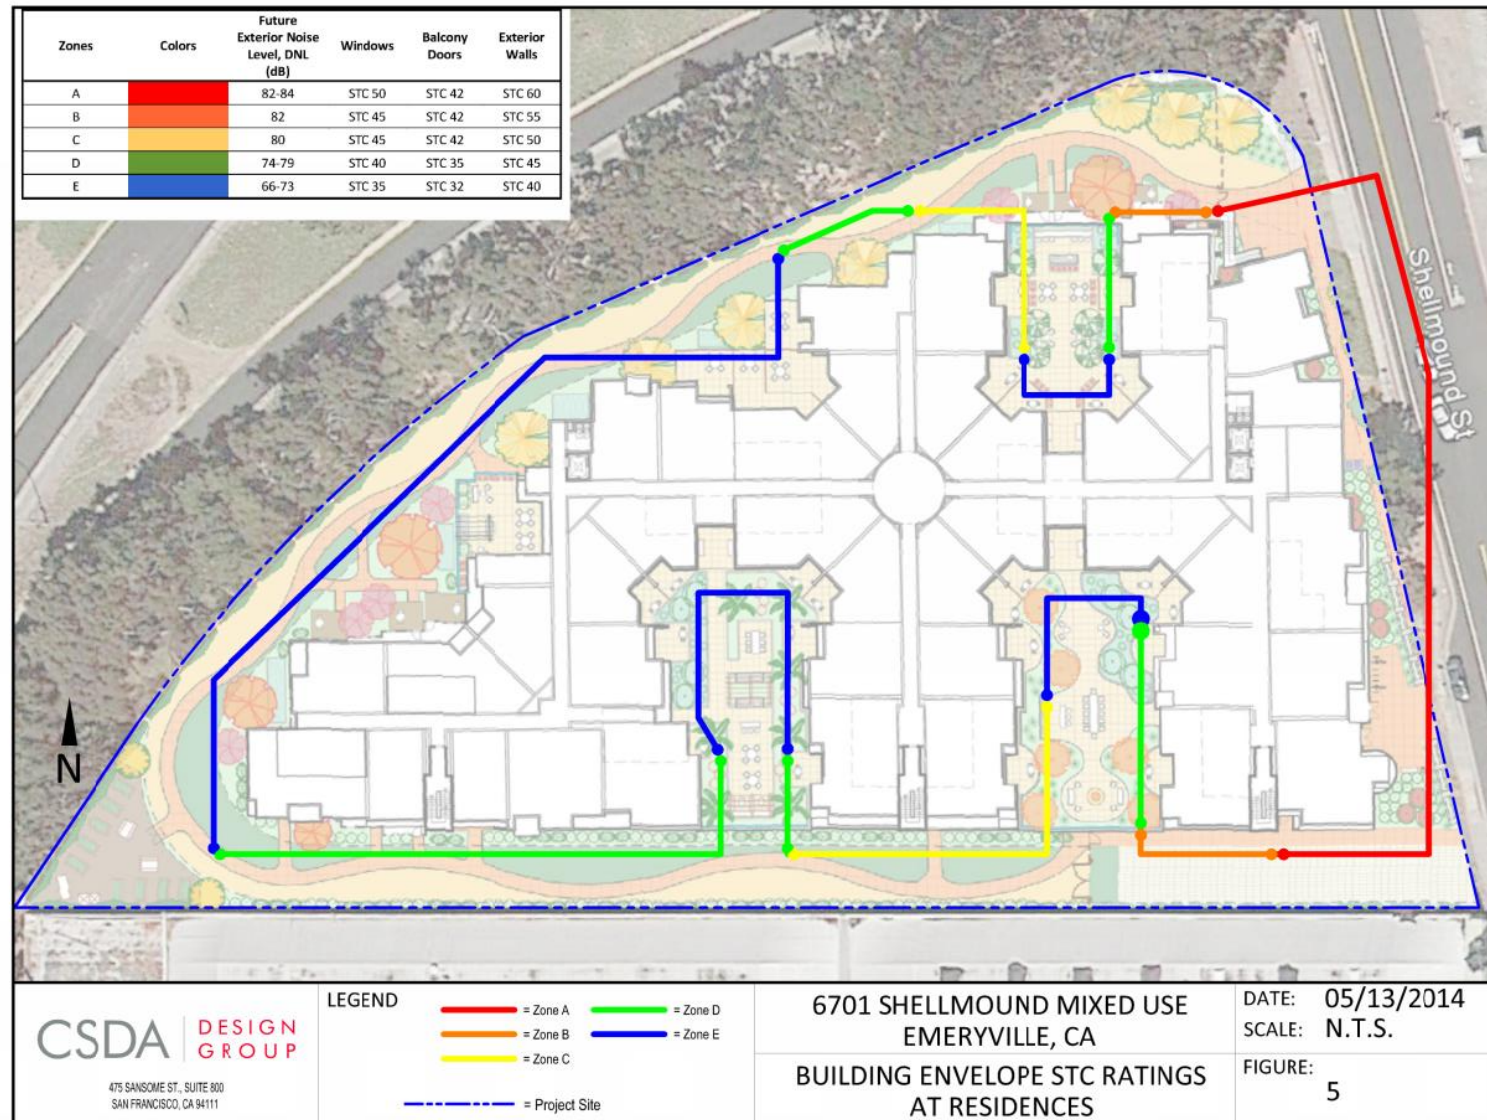 Zones Colors Future Exterior Noise Level, DNL (dB) Windows Balcony Doors Exterior Walls
A 82-84 STC 50 STC 42 STC 60
B 82 STC 45 STC 42 STC 55
C 80 STC 45 STC 42 STC 50
D 74-79 STC 40 STC 35 STC 45
E 66-73 STC 35 STC 32 STC 40
Shellmound St
N
CSDA DESIGN GROUP
475 SANSOME ST., SUITE 800
SAN FRANCISCO, CA 94111
LEGEND
= Zone A
= Zone B
= Zone C
= Zone D
= Zone E
= Project Site
6701 SHELLMOUND MIXED USE
EMERYVILLE, CA
BUILDING ENVELOPE STC RATINGS
AT RESIDENCES
DATE: 05/13/2014
SCALE: N.T.S.
FIGURE:
5